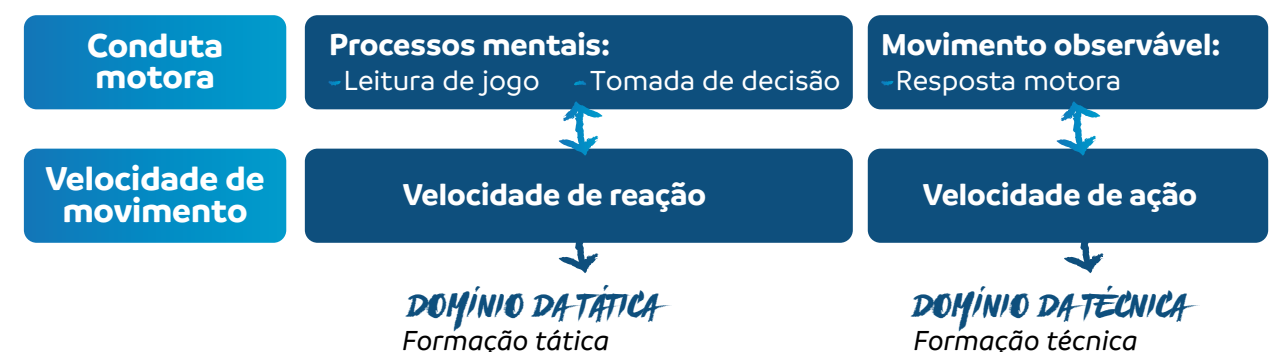 Conduta
motora
Processos mentais:
-Leitura de jogo -Tomada de decisão
Movimento observável:
-Resposta motora
Velocidade de
movimento
Velocidade de reação
Velocidade de ação
DOMÍNIO DA TÁTICA
Formação tática
DOMÍNIO DA TÉCNICA
Formação técnica